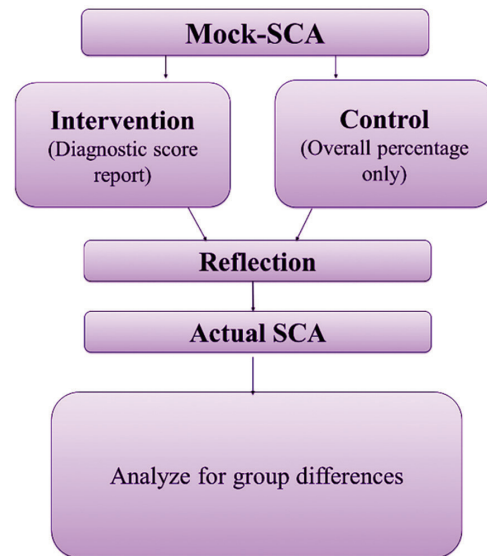 Mock-SCA
Intervention
(Diagnostic score
report)
Control
(Overall percentage
only)
Reflection
Actual SCA
Analyze for group differences